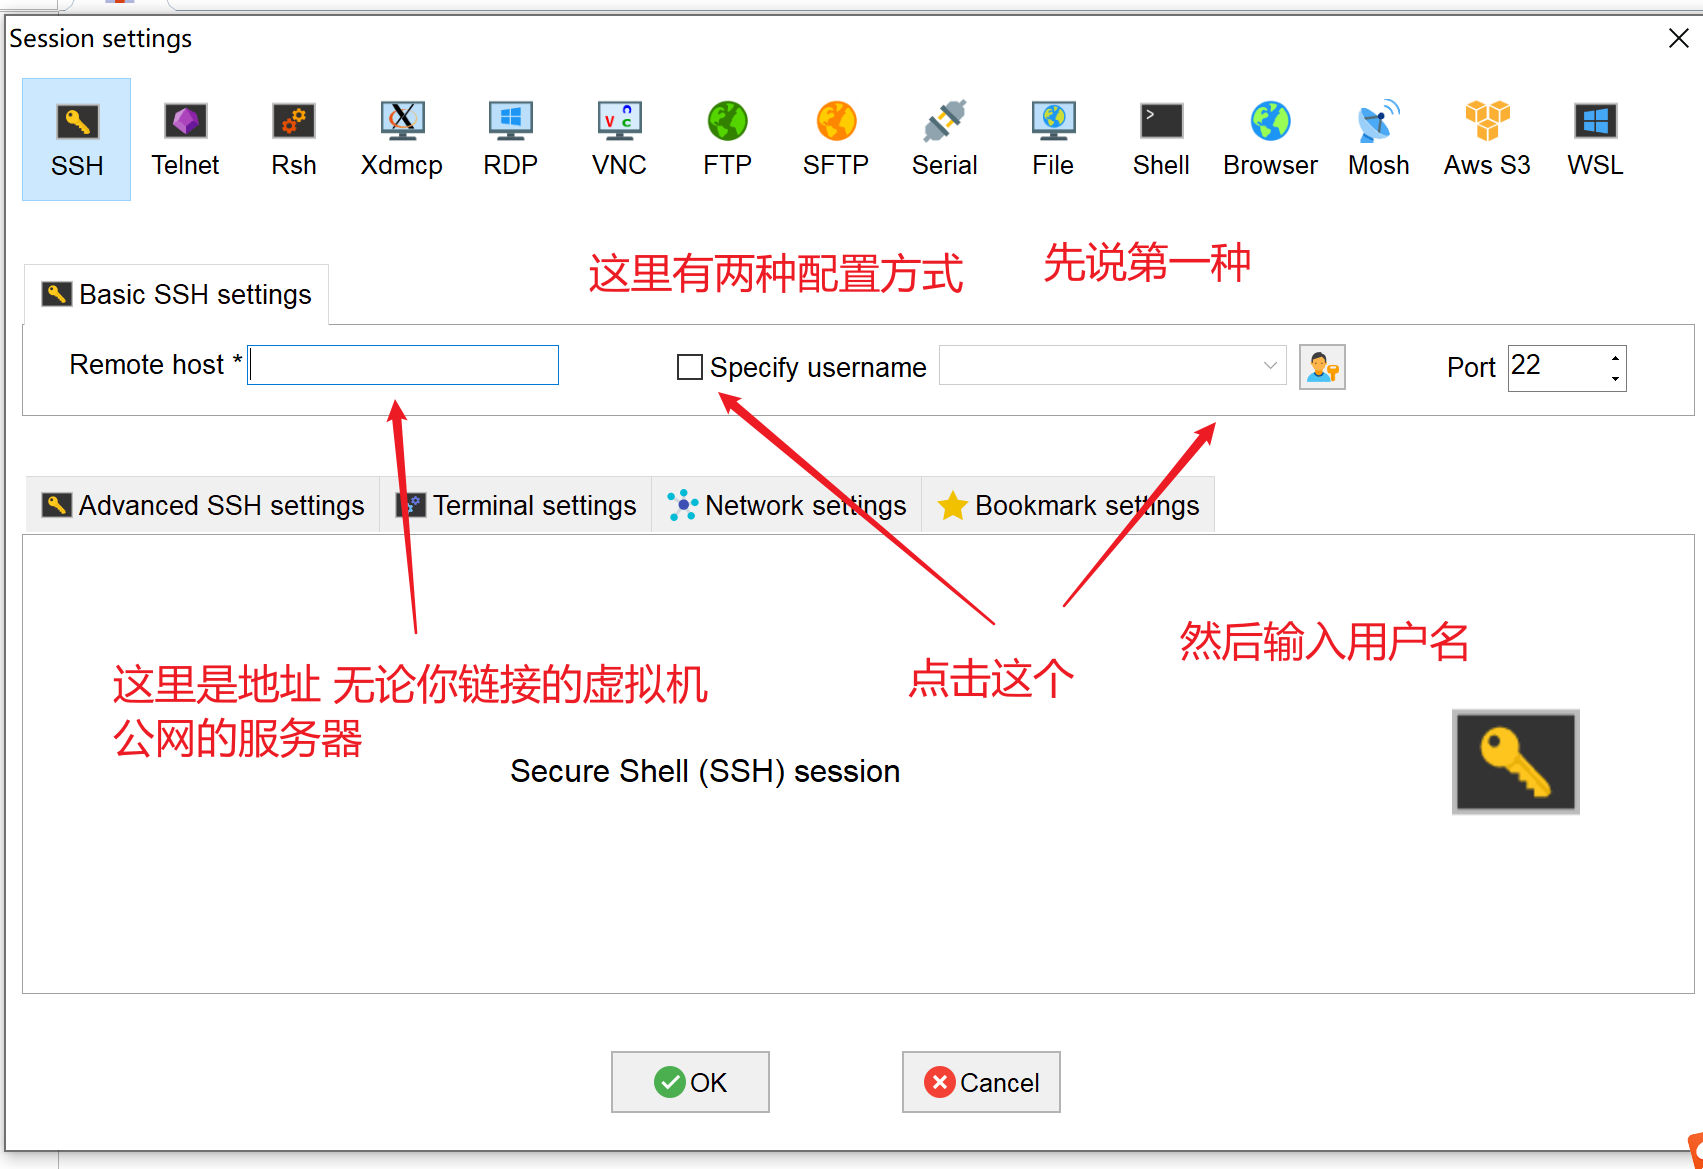 Session settings
SSH
Telnet
Rsh
Xdmcp
RDP
VNC
FTP
SFTP
Serial
File
Shell
Browser
Mosh
Aws S3
WSL
这里有两种配置方式
先说第一种
Basic SSH settings
Remote host *
Specify username
Port 22
Advanced SSH settings
Terminal settings
Network settings
Bookmark settings
这里是地址 无论你链接的虚拟机
公网的服务器
点击这个
然后输入用户名
Secure Shell (SSH) session
OK
Cancel